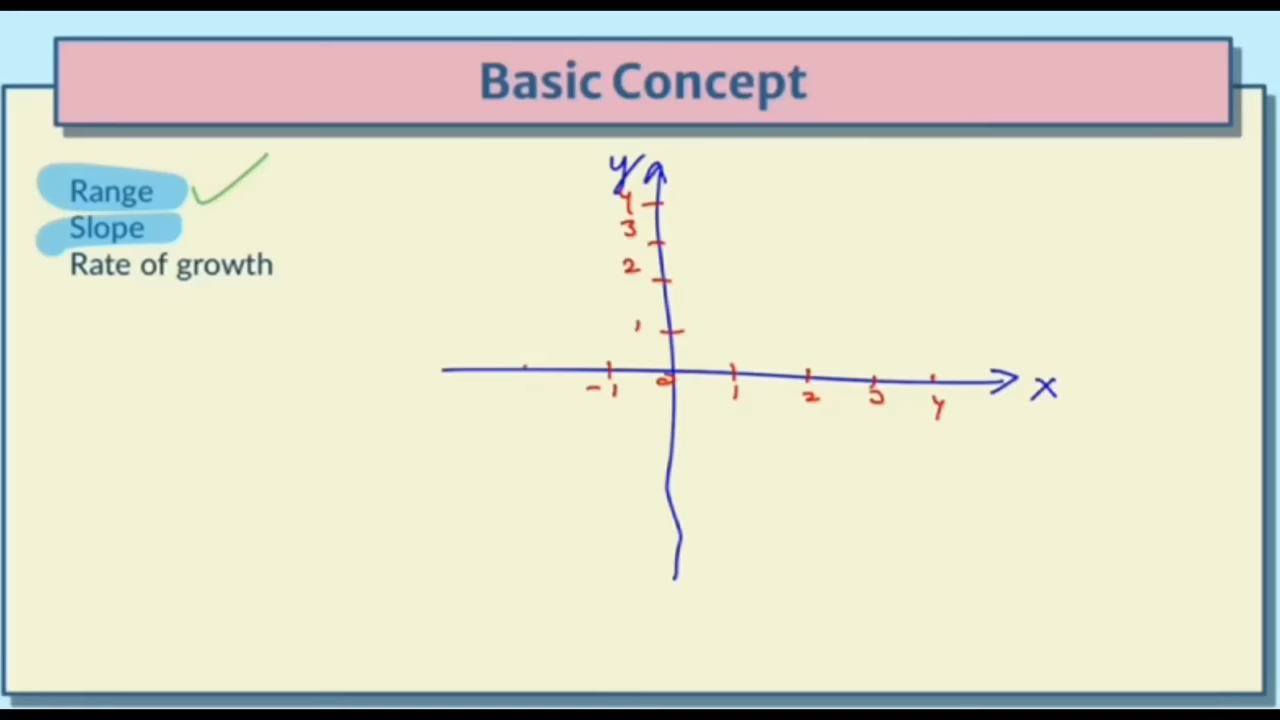 Basic Concept
Range
Slope
Rate of growth
y
4
3
2
1
-1 0 1 2 3 4
x